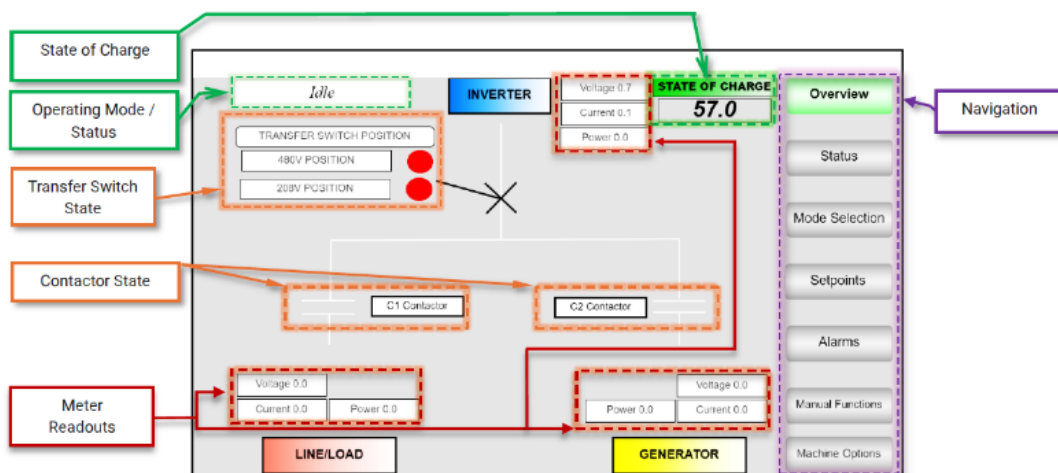 State of Charge
Operating Mode /
Status
Transfer Switch
State
Contactor State
Meter
Readouts
Idle
TRANSFER SWITCH POSITION
480V POSITION
208V POSITION
INVERTER
Voltage 0.7
Current 0.1
Power 0.0
STATE OF CHARGE
57.0
C1 Contactor
C2 Contactor
Voltage 0.0
Current 0.0 Power 0.0
LINE/LOAD
Voltage 0.0
Power 0.0 Current 0.0
GENERATOR
Overview
Status
Mode Selection
Setpoints
Alarms
Manual Functions
Machine Options
Navigation